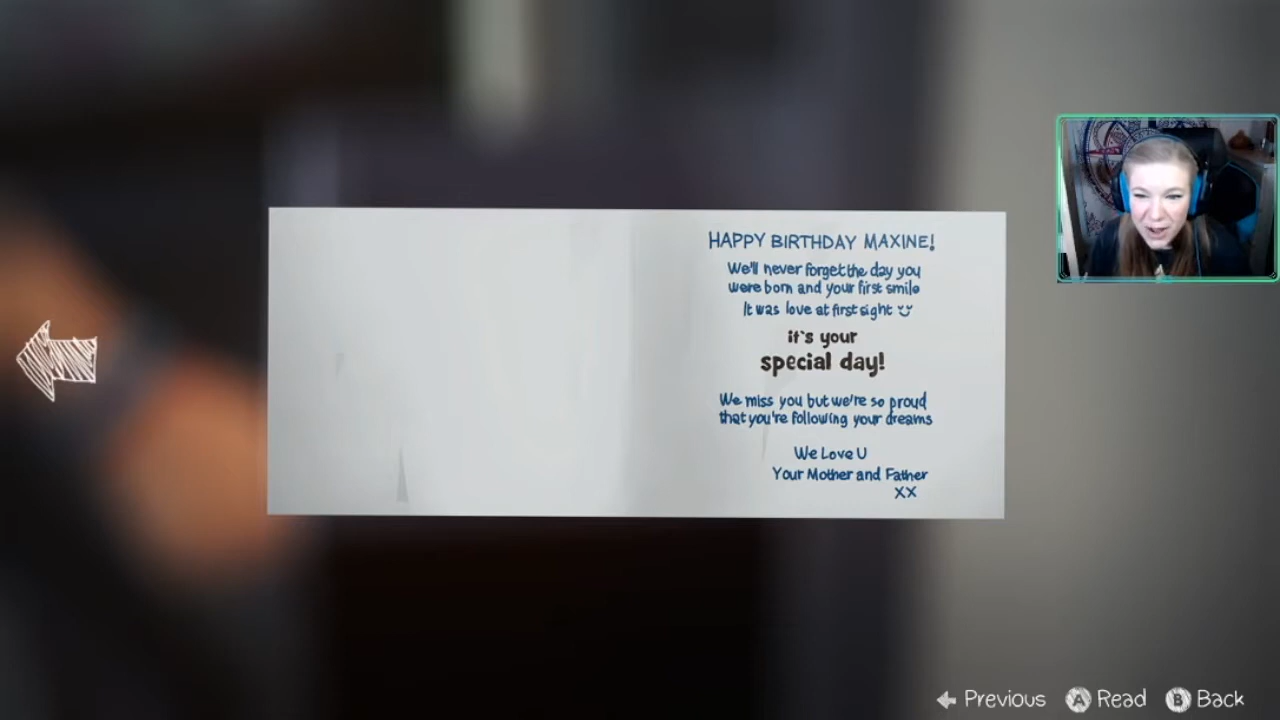 HAPPY BIRTHDAY MAXINE!
We'll never forget the day you
were born and your first smile
It was love at first sight
it's your
special day!
We miss you but we're so proud
that you're following your dreams
We Love U
Your Mother and Father
XX
Previous
A Read
B Back